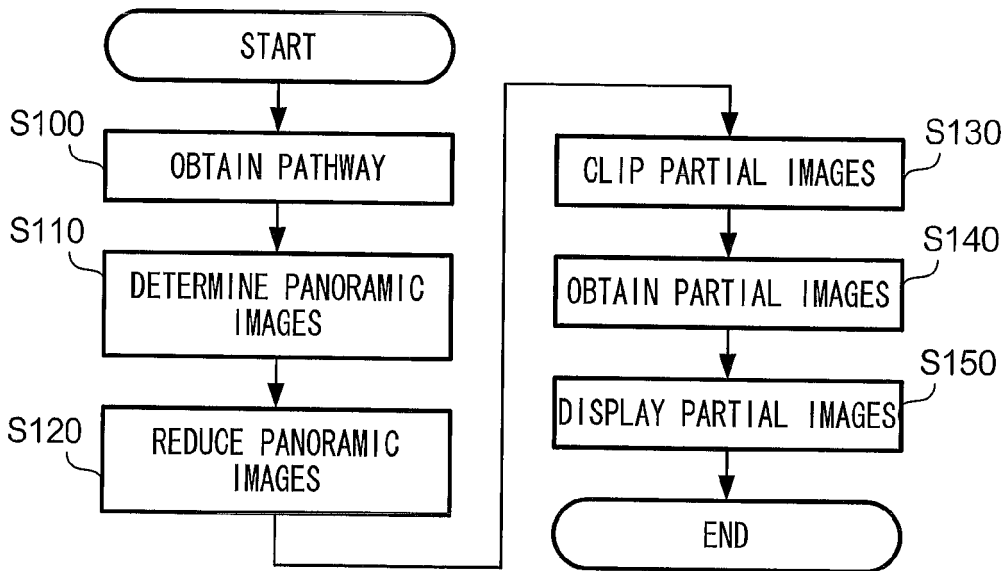 START
S100
OBTAIN PATHWAY
S110
DETERMINE PANORAMIC
IMAGES
S120
REDUCE PANORAMIC
IMAGES
S130
CLIP PARTIAL IMAGES
S140
OBTAIN PARTIAL IMAGES
S150
DISPLAY PARTIAL IMAGES
END